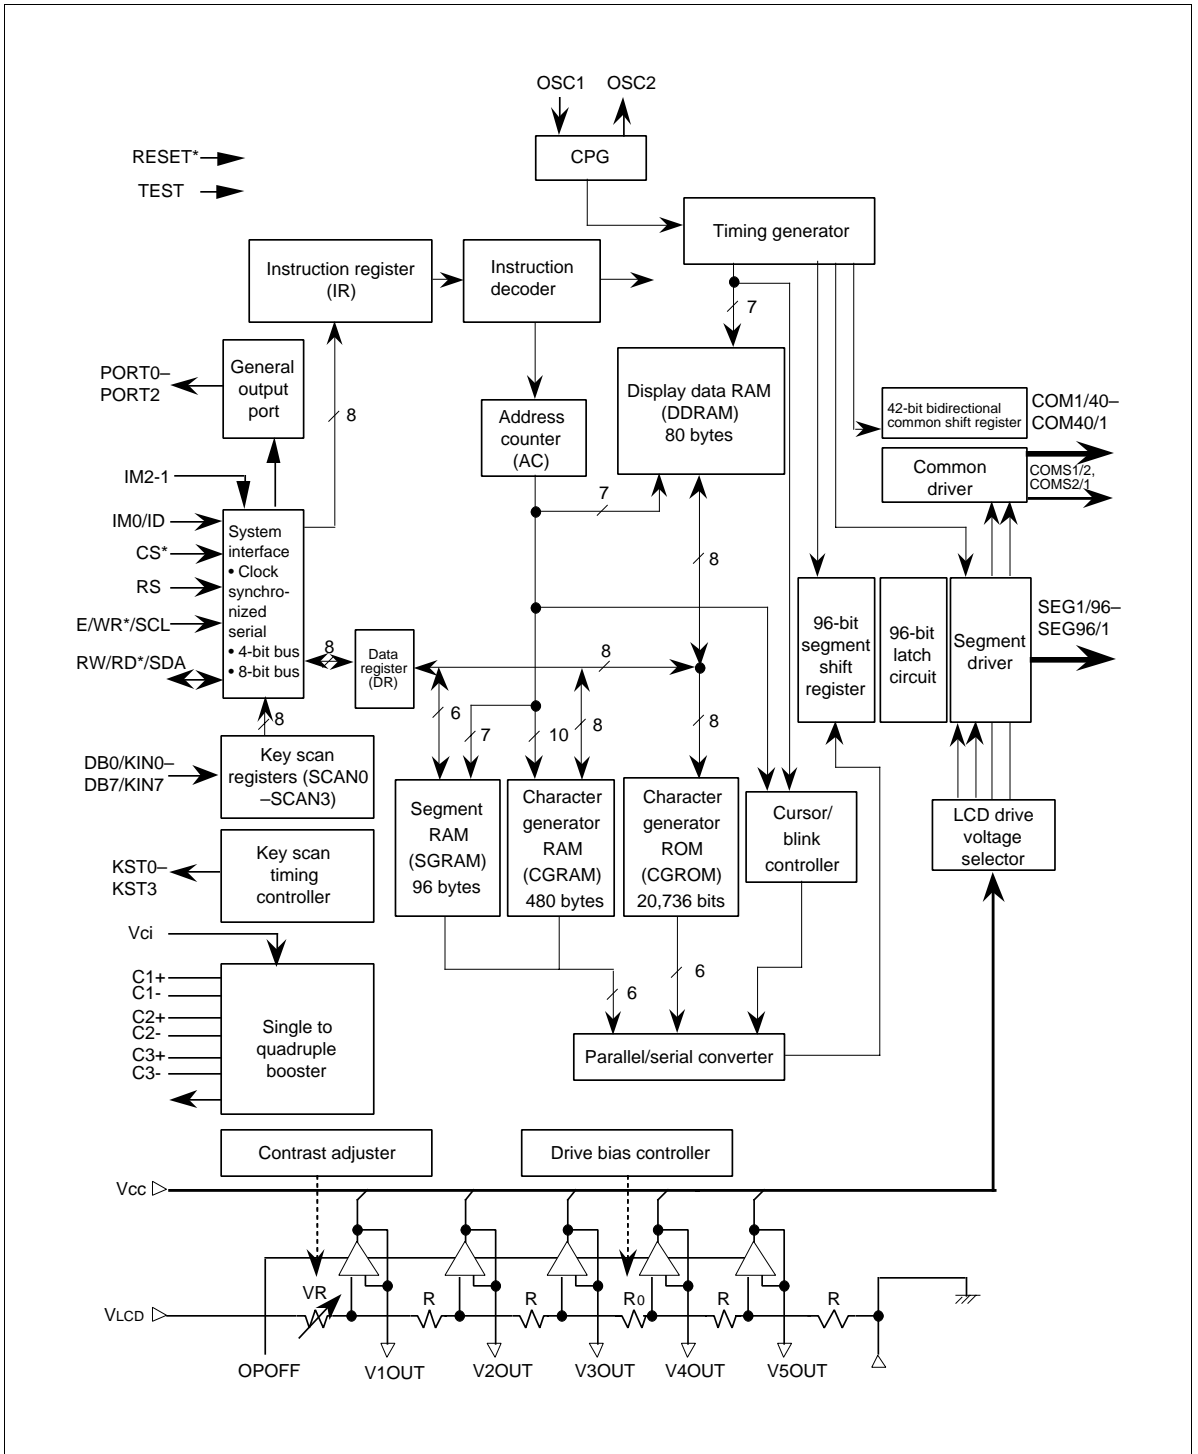 OSC1 OSC2
CPG
RESET*
TEST
Timing generator
Instruction register
(IR)
Instruction
decoder
7
PORT0–
PORT2
General
output
port
8
Display data RAM
(DDRAM)
80 bytes
Address
counter
(AC)
42-bit bidirectional
common shift register
COM1/40–
COM40/1
Common
driver
COMS1/2,
COMS2/1
IM2-1
7
IM0/ID
CS*
RS
E/WR*/SCL
RW/RD*/SDA
System
interface
• Clock
synchro-
nized
serial
• 4-bit bus
• 8-bit bus
8
8
Data
register
(DR)
8
96-bit
segment
shift
register
96-bit
latch
circuit
Segment
driver
SEG1/96–
SEG96/1
6
7
10
8
8
8
DB0/KIN0–
DB7/KIN7
Key scan
registers (SCAN0
–SCAN3)
Segment
RAM
(SGRAM)
96 bytes
Character
generator
RAM
(CGRAM)
480 bytes
Character
generator
ROM
(CGROM)
20,736 bits
Cursor/
blink
controller
LCD drive
voltage
selector
KST0–
KST3
Key scan
timing
controller
Vci
C1+
C1-
C2+
C2-
C3+
C3-
Single to
quadruple
booster
6
6
Parallel/serial converter
Contrast adjuster
Drive bias controller
Vcc
VR
R
R
R0
R
R
VLCD
OPOFF
V1OUT
V2OUT
V3OUT
V4OUT
V5OUT